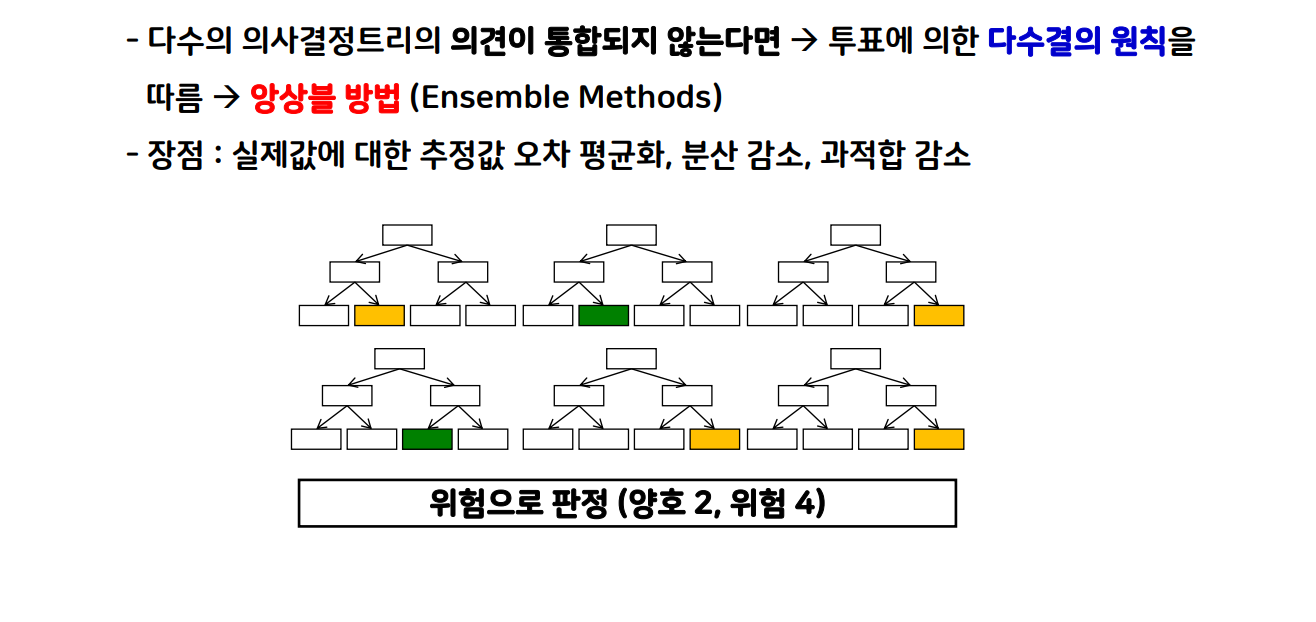 - 다수의 의사결정트리의 의견이 통합되지 않는다면 → 투표에 의한 다수결의 원칙을
따름 → 앙상블 방법 (Ensemble Methods)
- 장점 : 실제값에 대한 추정값 오차 평균화, 분산 감소, 과적합 감소
위험으로 판정 (양호 2, 위험 4)